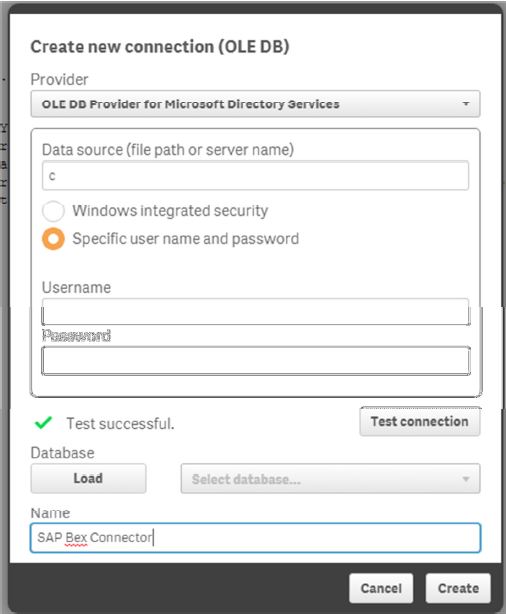 Create new connection (OLE DB)
Provider
OLE DB Provider for Microsoft Directory Services
Data source (file path or server name)
c
Windows integrated security
Specific user name and password
Username
Password
Test successful.
Test connection
Database
Load
Select database...
Name
SAP Bex Connector
Cancel
Create